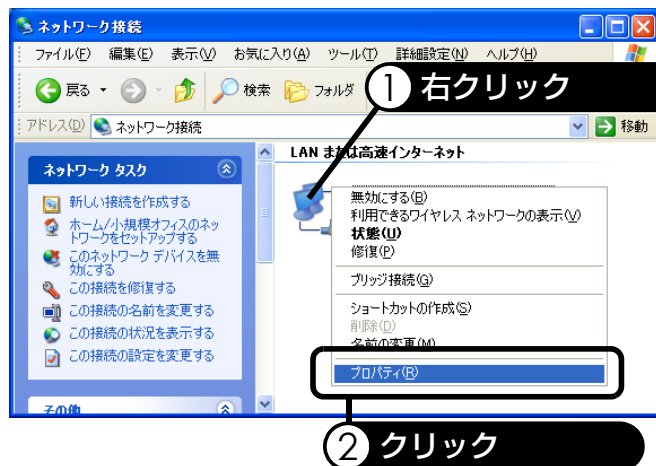 ネットワーク接続
ファイル(F) 編集(E) 表示(V) お気に入り(A) ツール(T) 詳細設定(N) ヘルプ(H)
戻る 検索 フォルダ
① 右クリック
アドレス(D) ネットワーク接続 移動
ネットワーク タスク
新しい接続を作成する
ホーム/小規模オフィスのネッ
トワークをセットアップする
このネットワーク デバイスを無
効にする
この接続を修復する
この接続の名前を変更する
この接続の状況を表示する
この接続の設定を変更する
その他
LAN または高速インターネット
無効にする(B)
利用できるワイヤレス ネットワークの表示(V)
状態(U)
修復(P)
ブリッジ接続(G)
ショートカットの作成(S)
削除(D)
名前の変更(M)
プロパティ(R)
② クリック